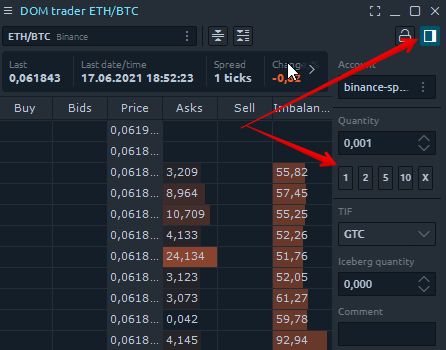 DOM trader ETH/BTC
ETH/BTC Binance
Last Last date/time Spread
0,061843 17.06.2021 18:52:23 1 ticks
Account
binance-sp...
Buy Bids Price Asks Sell Imbalan...
Quantity
0,001
0,0619...
0,0618...
1 2 5 10 X
0,0618... 3,209 55,82
0,0618... 8,964 57,45
0,0618... 10,709 55,25
TIF
GTC
0,0618... 4,133 52,26
0,0618... 24,134 51,76
Iceberg quantity
0,000
0,0618... 3,123 52,05
0,0618... 3,073 61,27
Comment
0,0618... 0,042 59,78
0,0618... 4,145 92,94